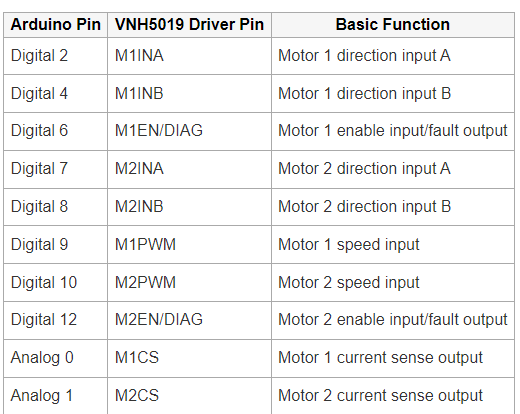 Arduino Pin VNH5019 Driver Pin Basic Function
Digital 2 M1INA Motor 1 direction input A
Digital 4 M1INB Motor 1 direction input B
Digital 6 M1EN/DIAG Motor 1 enable input/fault output
Digital 7 M2INA Motor 2 direction input A
Digital 8 M2INB Motor 2 direction input B
Digital 9 M1PWM Motor 1 speed input
Digital 10 M2PWM Motor 2 speed input
Digital 12 M2EN/DIAG Motor 2 enable input/fault output
Analog 0 M1CS Motor 1 current sense output
Analog 1 M2CS Motor 2 current sense output